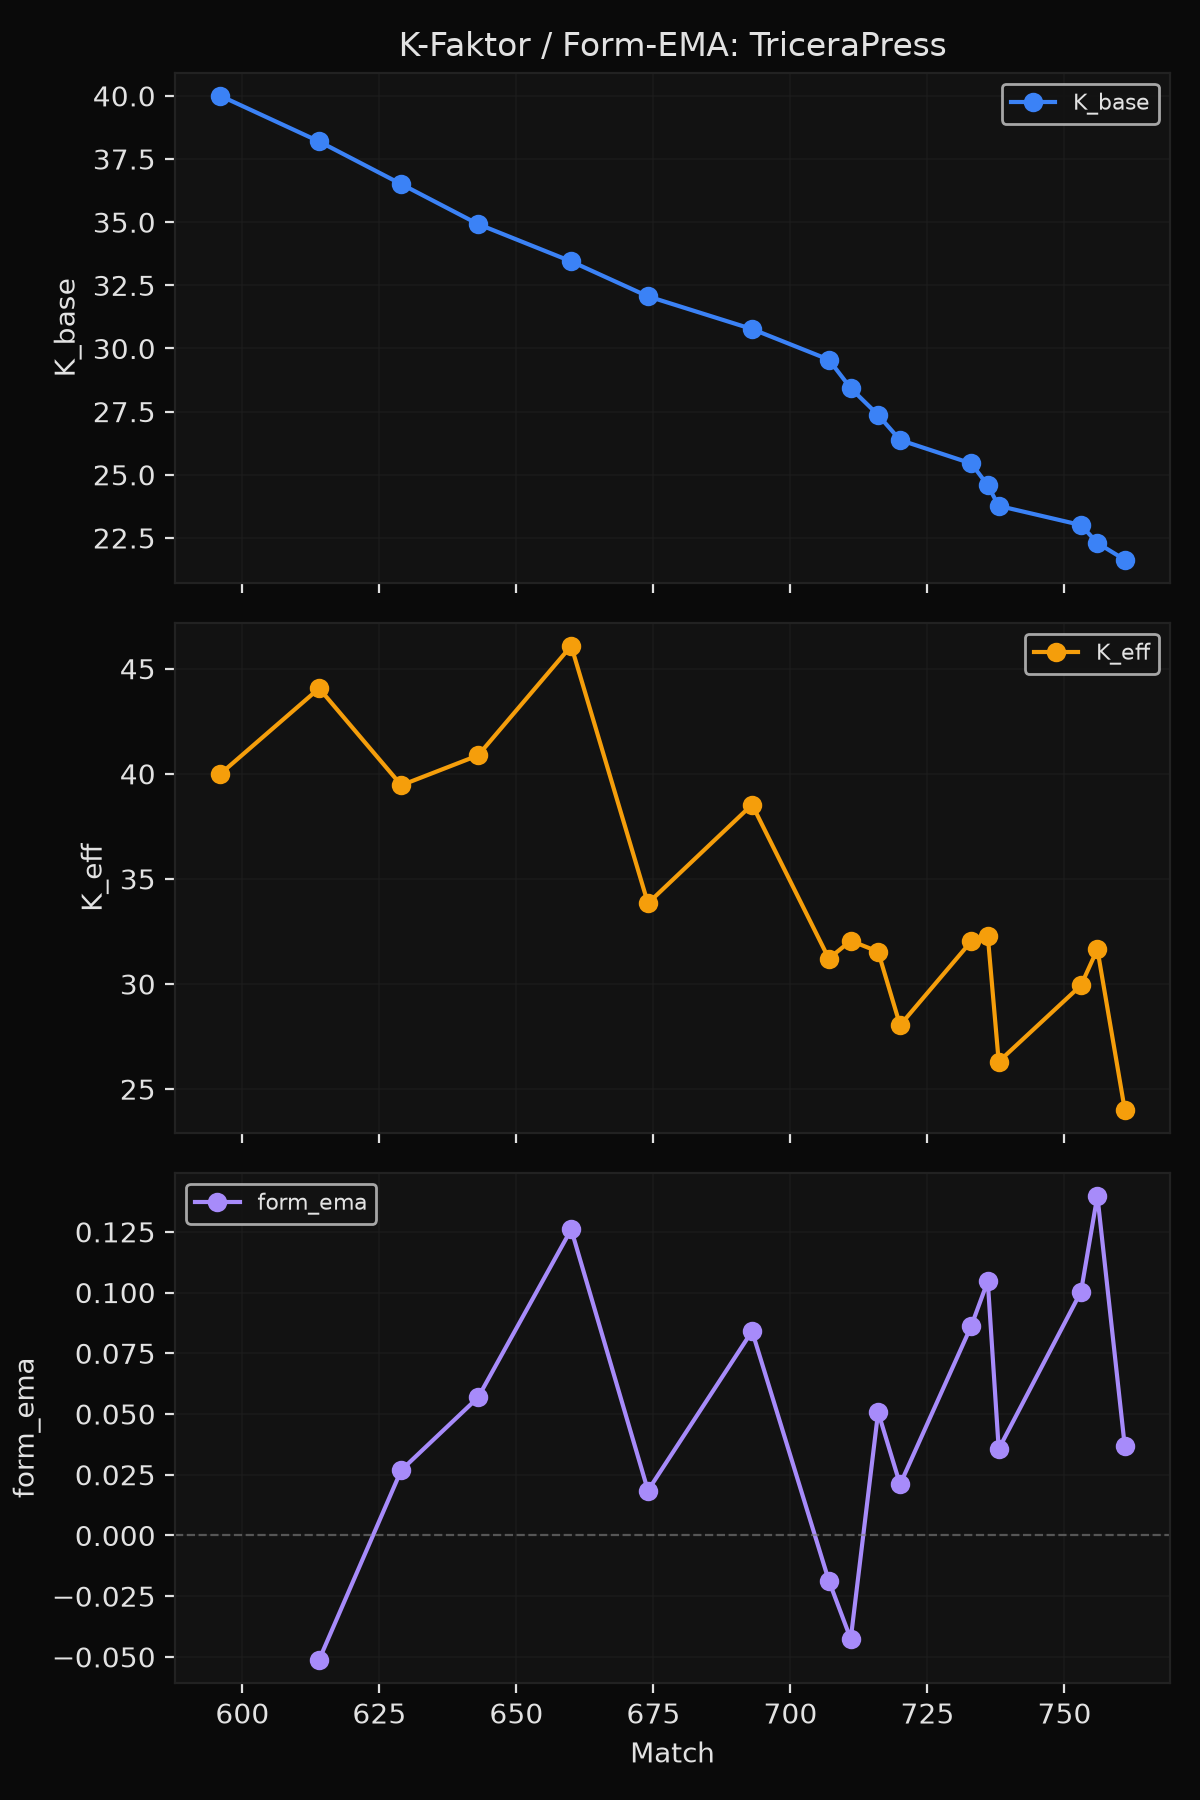 K-Faktor / Form-EMA: TriceraPress
K_base
40.0
37.5
35.0
32.5
30.0
27.5
25.0
22.5
K_base
K_eff
45
40
35
30
25
K_eff
form_ema
0.125
0.100
0.075
0.050
0.025
0.000
−0.025
−0.050
form_ema
600 625 650 675 700 725 750
Match